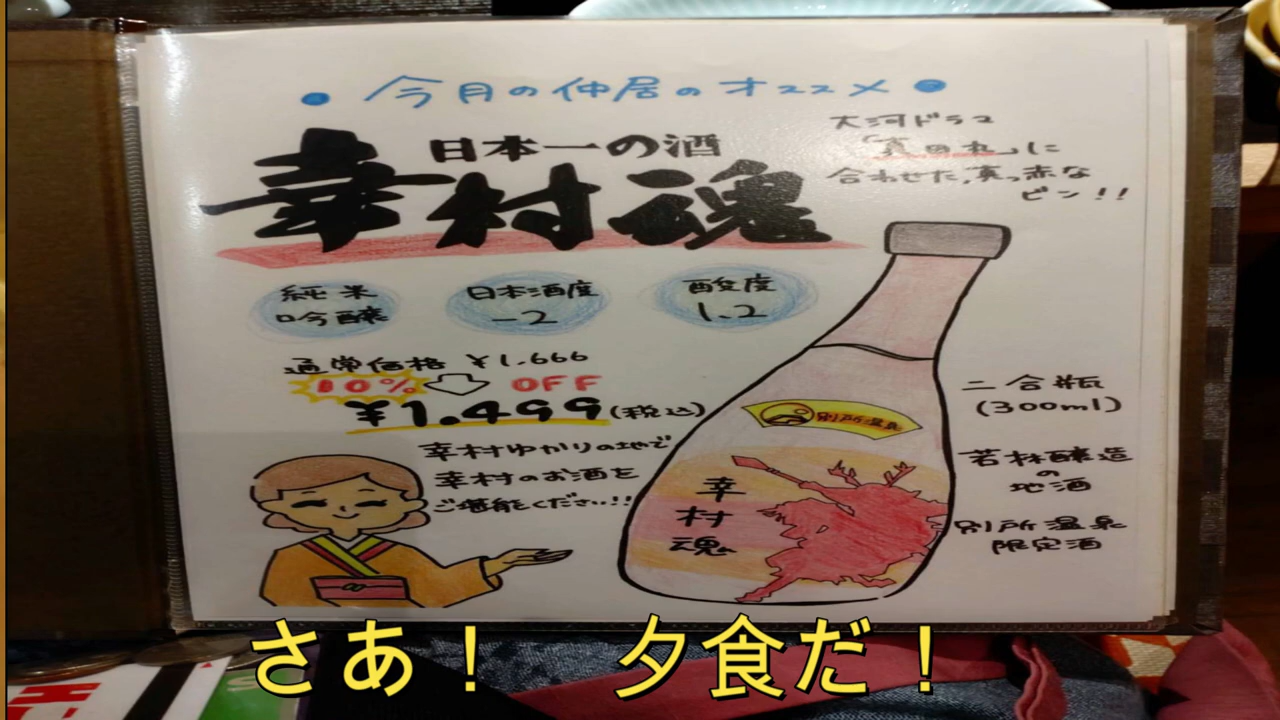 ● 今月の仲居のオススメ ●
日本一の酒
幸村魂
大河ドラマ
「真田丸」に
合わせた、真っ赤な
ビン!!
純米
吟醸
日本酒度
-2
酸度
1.2
通常価格 ¥1.666
10% OFF
¥1.499(税込)
幸村ゆかりの地で
幸村のお酒を
ご堪能ください!!
別所温泉
幸村魂
二合瓶
(300ml)
若林醸造
の
地酒
別所温泉
限定酒
さあ! 夕食だ!